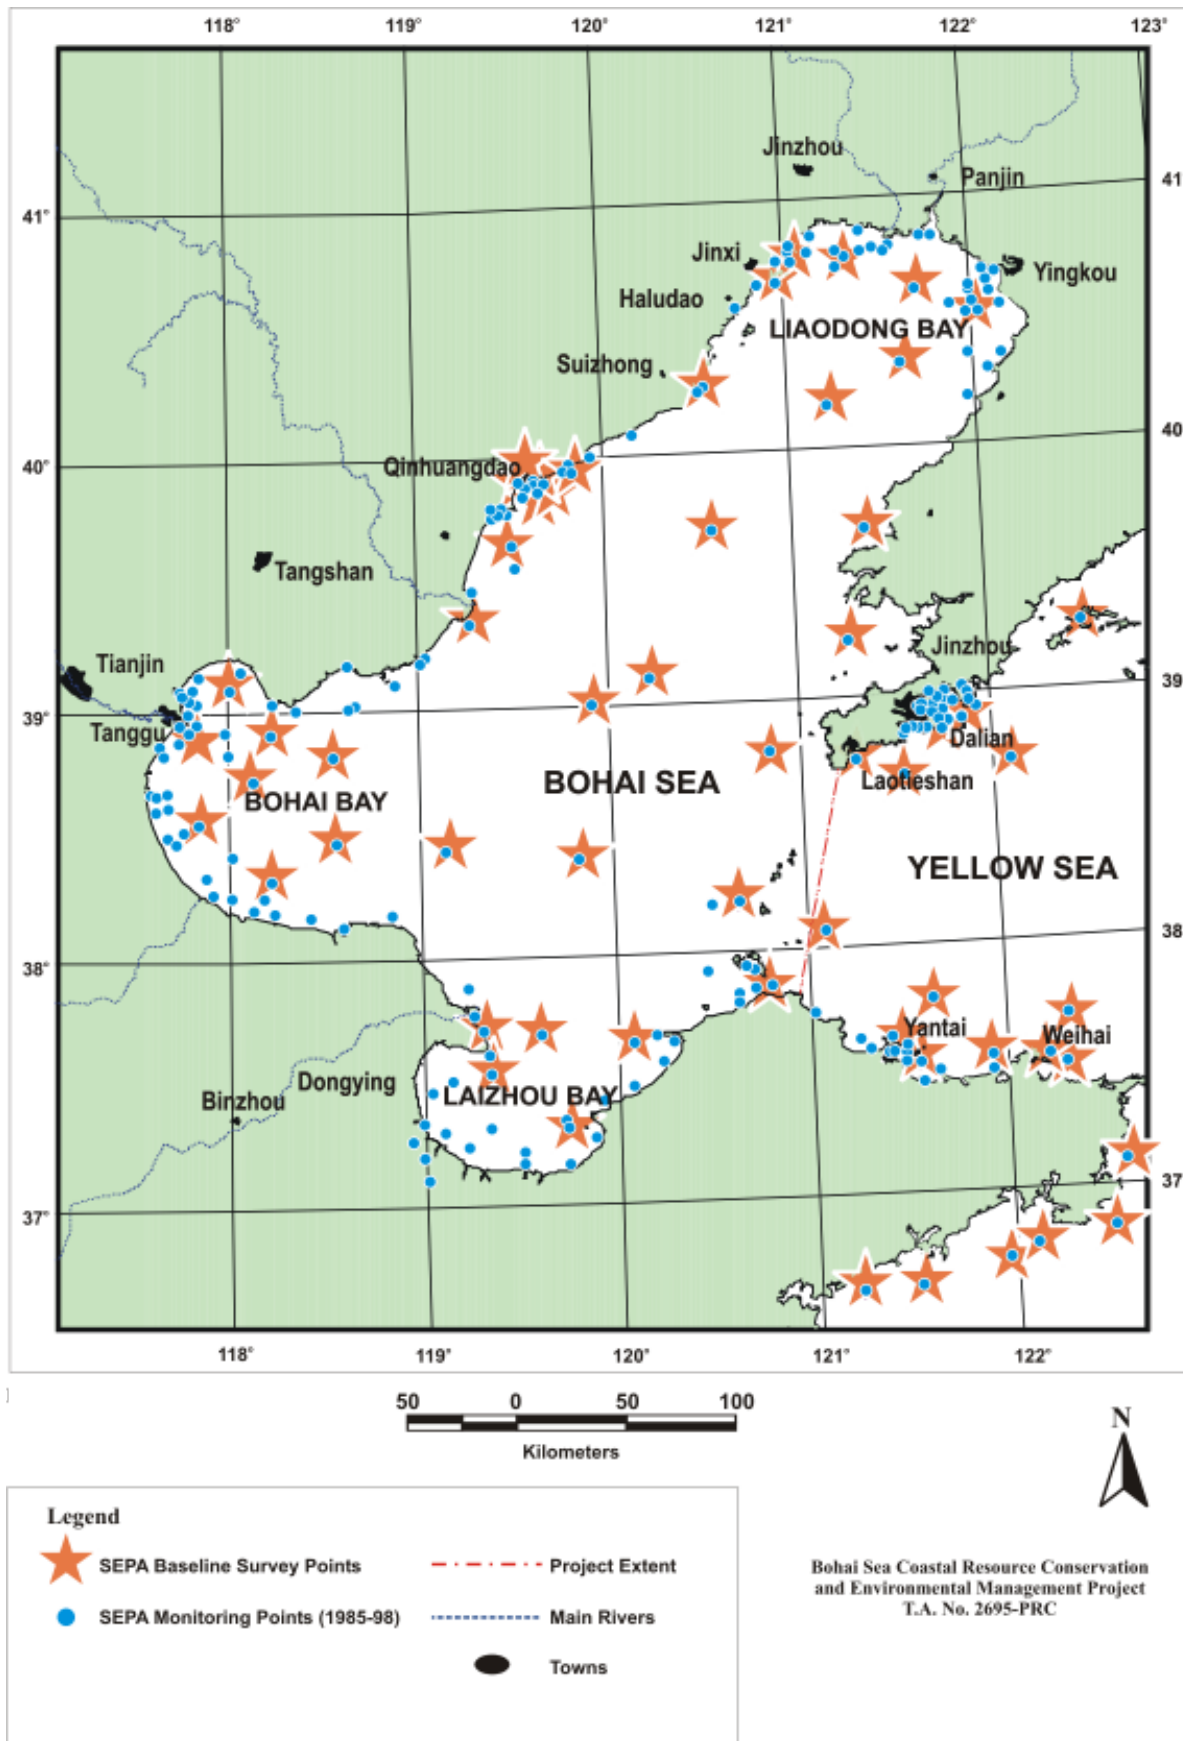 118°
119°
120°
121°
122°
123°
Jinzhou
Panjin
41
41°
Jinxi
Yingkou
Haludao
LIAODONG BAY
Suizhong
40
40°
Qinhuangdao
Tangshan
Jinzhou
Tianjin
39
39°
Tanggu
Dalian
Laotieshan
BOHAI SEA
BOHAI BAY
YELLOW SEA
38
38°
Yantai
Weihai
Dongying
LAIZHOU BAY
Binzhou
37
37°
118°
119°
120°
121°
122°
50 0 50 100
Kilometers
N
Legend
SEPA Baseline Survey Points
Project Extent
SEPA Monitoring Points (1985-98)
Main Rivers
Towns
Bohai Sea Coastal Resource Conservation
and Environmental Management Project
T.A. No. 2695-PRC